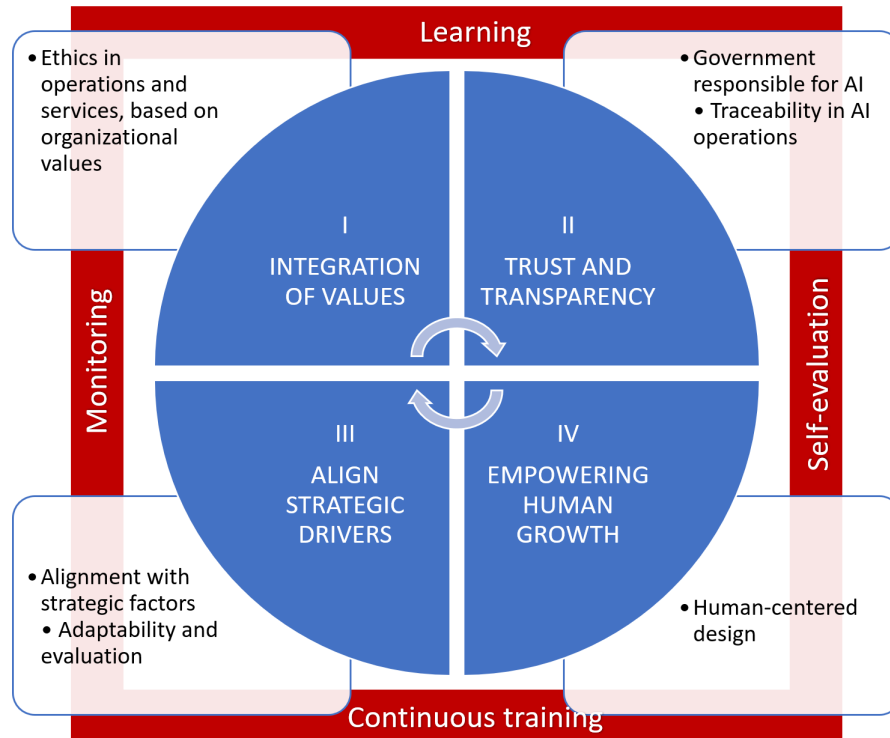 Learning
• Ethics in
operations and
services, based on
organizational
values
• Government
responsible for AI
• Traceability in AI
operations
I
INTEGRATION
OF VALUES
II
TRUST AND
TRANSPARENCY
Monitoring
Self-evaluation
III
ALIGN
STRATEGIC
DRIVERS
IV
EMPOWERING
HUMAN
GROWTH
• Alignment with
strategic factors
• Adaptability and
evaluation
• Human-centered
design
Continuous training